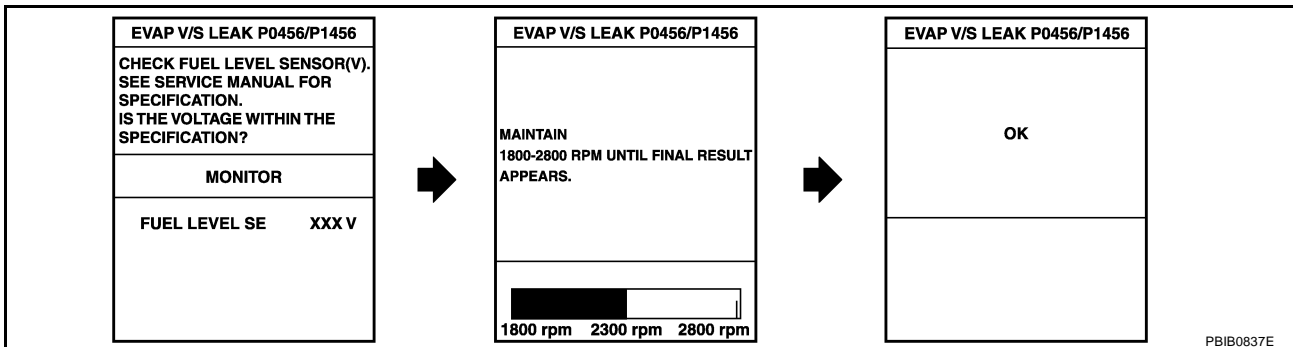 EVAP V/S LEAK P0456/P1456
CHECK FUEL LEVEL SENSOR(V).
SEE SERVICE MANUAL FOR
SPECIFICATION.
IS THE VOLTAGE WITHIN THE
SPECIFICATION?
MONITOR
FUEL LEVEL SE XXX V
EVAP V/S LEAK P0456/P1456
MAINTAIN
1800-2800 RPM UNTIL FINAL RESULT
APPEARS.
1800 rpm 2300 rpm 2800 rpm
EVAP V/S LEAK P0456/P1456
OK
PBIB0837E